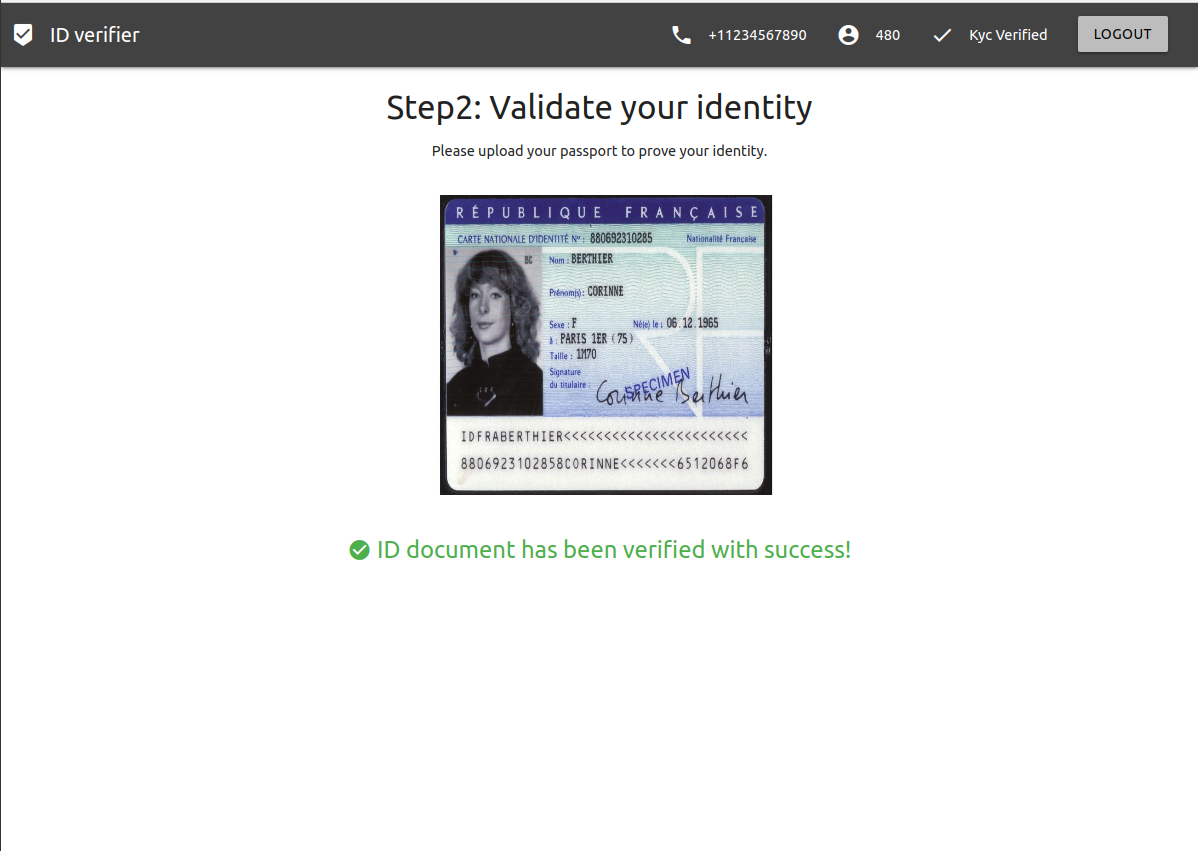 ID verifier
+11234567890
480
Kyc Verified
LOGOUT
Step2: Validate your identity
Please upload your passport to prove your identity.
RÉPUBLIQUE FRANÇAISE
CARTE NATIONALE D'IDENTITÉ Nº : 880692310285 Nationalité Française
Nom : BERTHIER
Prénom(s) : CORINNE
Sexe : F Né(e) le : 06.12.1965
à : PARIS 1ER (75)
Taille : 1M70
Signature
du titulaire :
SPECIMEN
Corinne Berthier
IDFRABERTHIER<<<<<<<<<<<<<<<<<<<<<<<
8806923102858CORINNE<<<<<<<6512068F6
ID document has been verified with success!